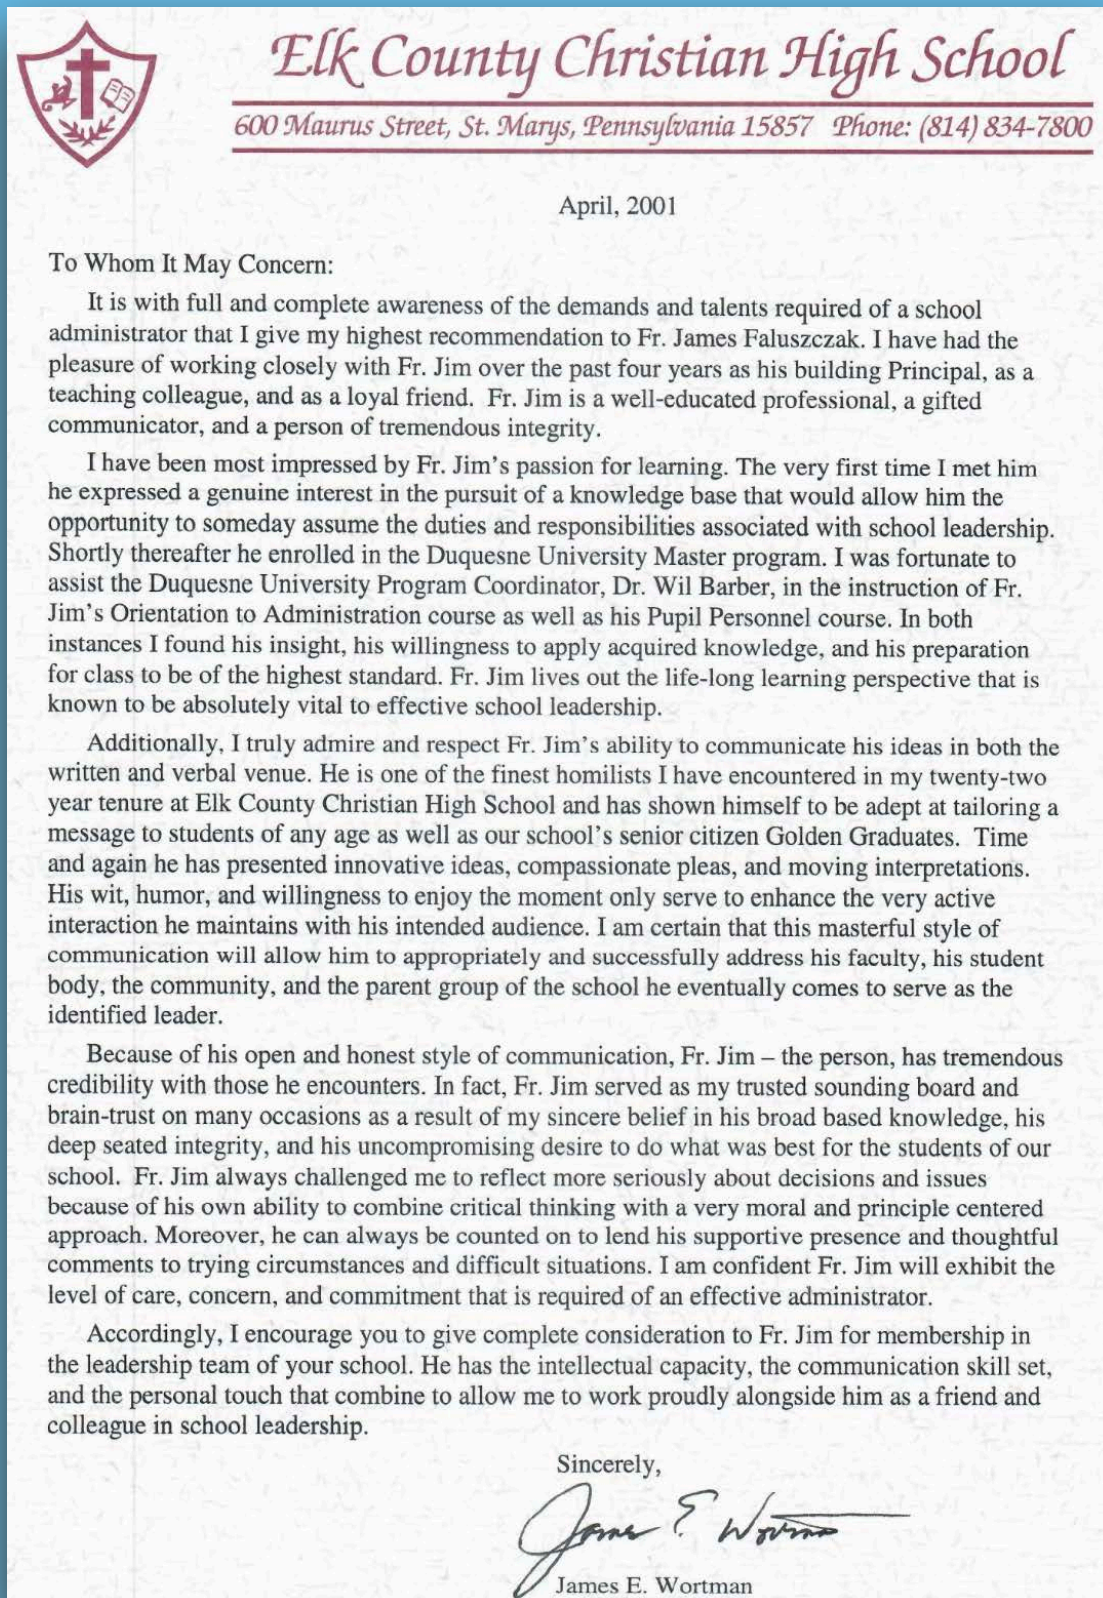 Elk County Christian High School
600 Maurus Street, St. Marys, Pennsylvania 15857 Phone: (814) 834-7800
April, 2001
To Whom It May Concern:
It is with full and complete awareness of the demands and talents required of a school
administrator that I give my highest recommendation to Fr. James Faluszczak. I have had the
pleasure of working closely with Fr. Jim over the past four years as his building Principal, as a
teaching colleague, and as a loyal friend. Fr. Jim is a well-educated professional, a gifted
communicator, and a person of tremendous integrity.
I have been most impressed by Fr. Jim's passion for learning. The very first time I met him
he expressed a genuine interest in the pursuit of a knowledge base that would allow him the
opportunity to someday assume the duties and responsibilities associated with school leadership.
Shortly thereafter he enrolled in the Duquesne University Master program. I was fortunate to
assist the Duquesne University Program Coordinator, Dr. Wil Barber, in the instruction of Fr.
Jim's Orientation to Administration course as well as his Pupil Personnel course. In both
instances I found his insight, his willingness to apply acquired knowledge, and his preparation
for class to be of the highest standard. Fr. Jim lives out the life-long learning perspective that is
known to be absolutely vital to effective school leadership.
Additionally, I truly admire and respect Fr. Jim's ability to communicate his ideas in both the
written and verbal venue. He is one of the finest homilists I have encountered in my twenty-two
year tenure at Elk County Christian High School and has shown himself to be adept at tailoring a
message to students of any age as well as our school's senior citizen Golden Graduates. Time
and again he has presented innovative ideas, compassionate pleas, and moving interpretations.
His wit, humor, and willingness to enjoy the moment only serve to enhance the very active
interaction he maintains with his intended audience. I am certain that this masterful style of
communication will allow him to appropriately and successfully address his faculty, his student
body, the community, and the parent group of the school he eventually comes to serve as the
identified leader.
Because of his open and honest style of communication, Fr. Jim – the person, has tremendous
credibility with those he encounters. In fact, Fr. Jim served as my trusted sounding board and
brain-trust on many occasions as a result of my sincere belief in his broad based knowledge, his
deep seated integrity, and his uncompromising desire to do what was best for the students of our
school. Fr. Jim always challenged me to reflect more seriously about decisions and issues
because of his own ability to combine critical thinking with a very moral and principle centered
approach. Moreover, he can always be counted on to lend his supportive presence and thoughtful
comments to trying circumstances and difficult situations. I am confident Fr. Jim will exhibit the
level of care, concern, and commitment that is required of an effective administrator.
Accordingly, I encourage you to give complete consideration to Fr. Jim for membership in
the leadership team of your school. He has the intellectual capacity, the communication skill set,
and the personal touch that combine to allow me to work proudly alongside him as a friend and
colleague in school leadership.
Sincerely,
James E. Wortman
James E. Wortman